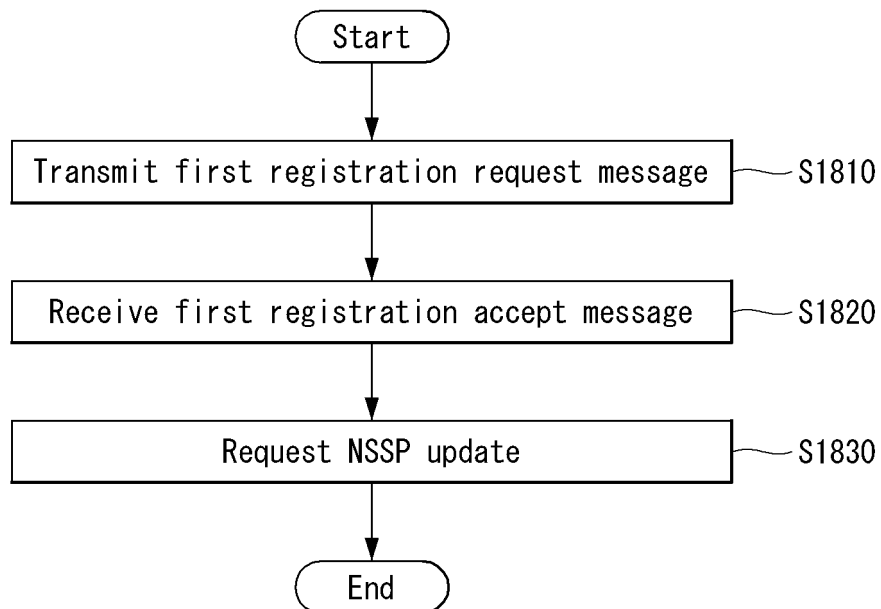 Start
Transmit first registration request message
S1810
Receive first registration accept message
S1820
Request NSSP update
S1830
End